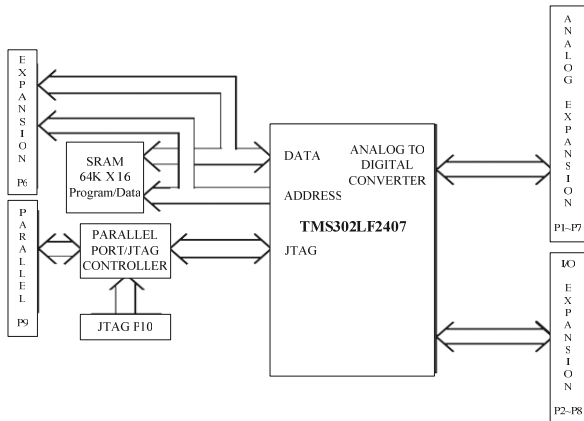 E
X
P
A
N
S
I
O
N
P6
P
A
R
A
L
L
E
L
P9
SRAM
64K X16
Program/Data
PARALLEL
PORT/JTAG
CONTROLLER
JTAG F10
DATA
ADDRESS
ANALOG TO
DIGITAL
CONVERTER
TMS302LF2407
JTAG
A
N
A
L
O
G
E
X
P
A
N
S
I
O
N
P1~P7
I/O
E
X
P
A
N
S
I
O
N
P2~P8